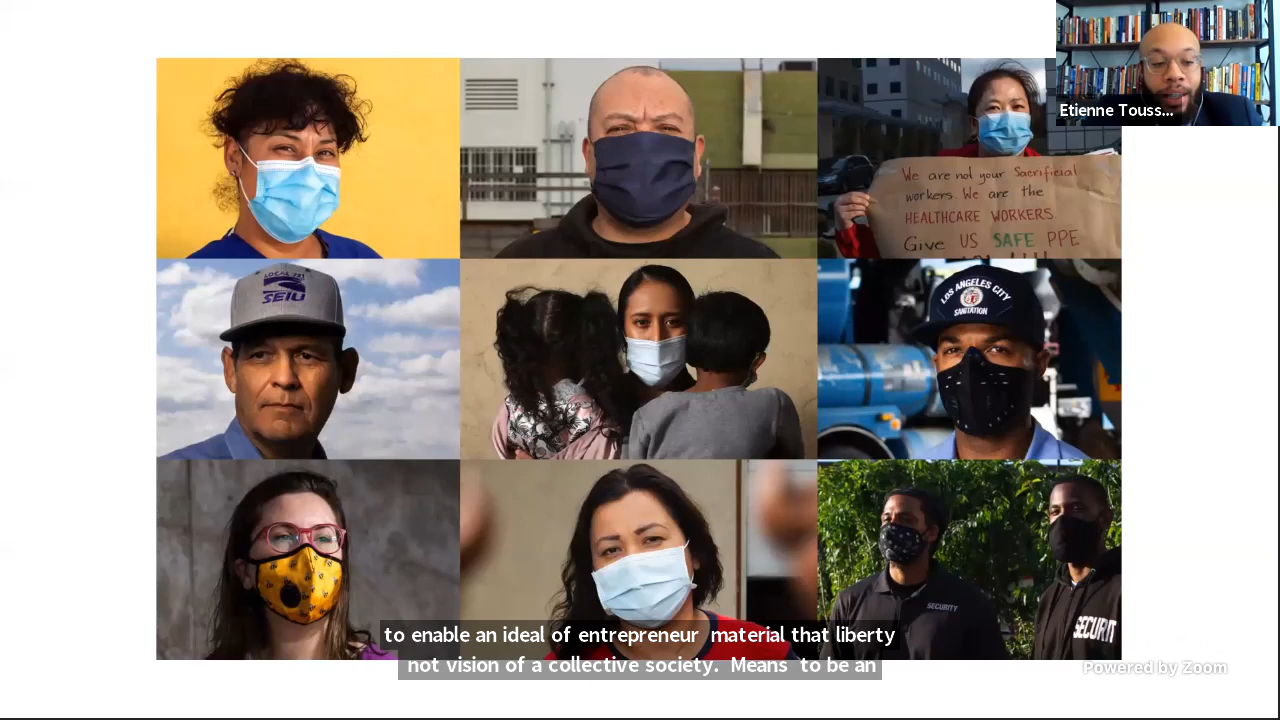 Etienne Touss...
We are not your Sacrificial
workers. We are the
HEALTHCARE WORKERS
Give US SAFE PPE
LOCAL 721
SEIU
LOS ANGELES CITY
SANITATION
SECURITY
SECURIT
to enable an ideal of entrepreneur material that liberty
not vision of a collective society. Means to be an
Powered by Zoom